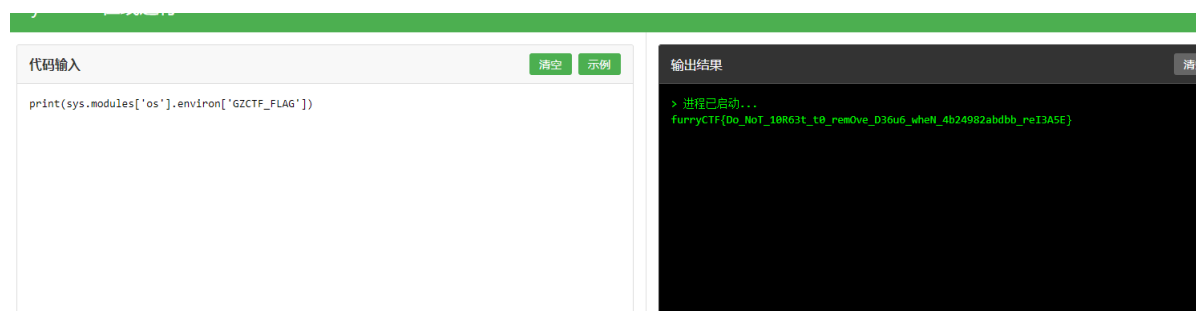 代码输入
清空
示例
print(sys.modules['os'].environ['GZCTF_FLAG'])
输出结果
清
> 进程已启动...
furryCTF{Do_NoT_10R63t_t0_remOve_D36u6_wheN_4b24982abdbb_reI3A5E}